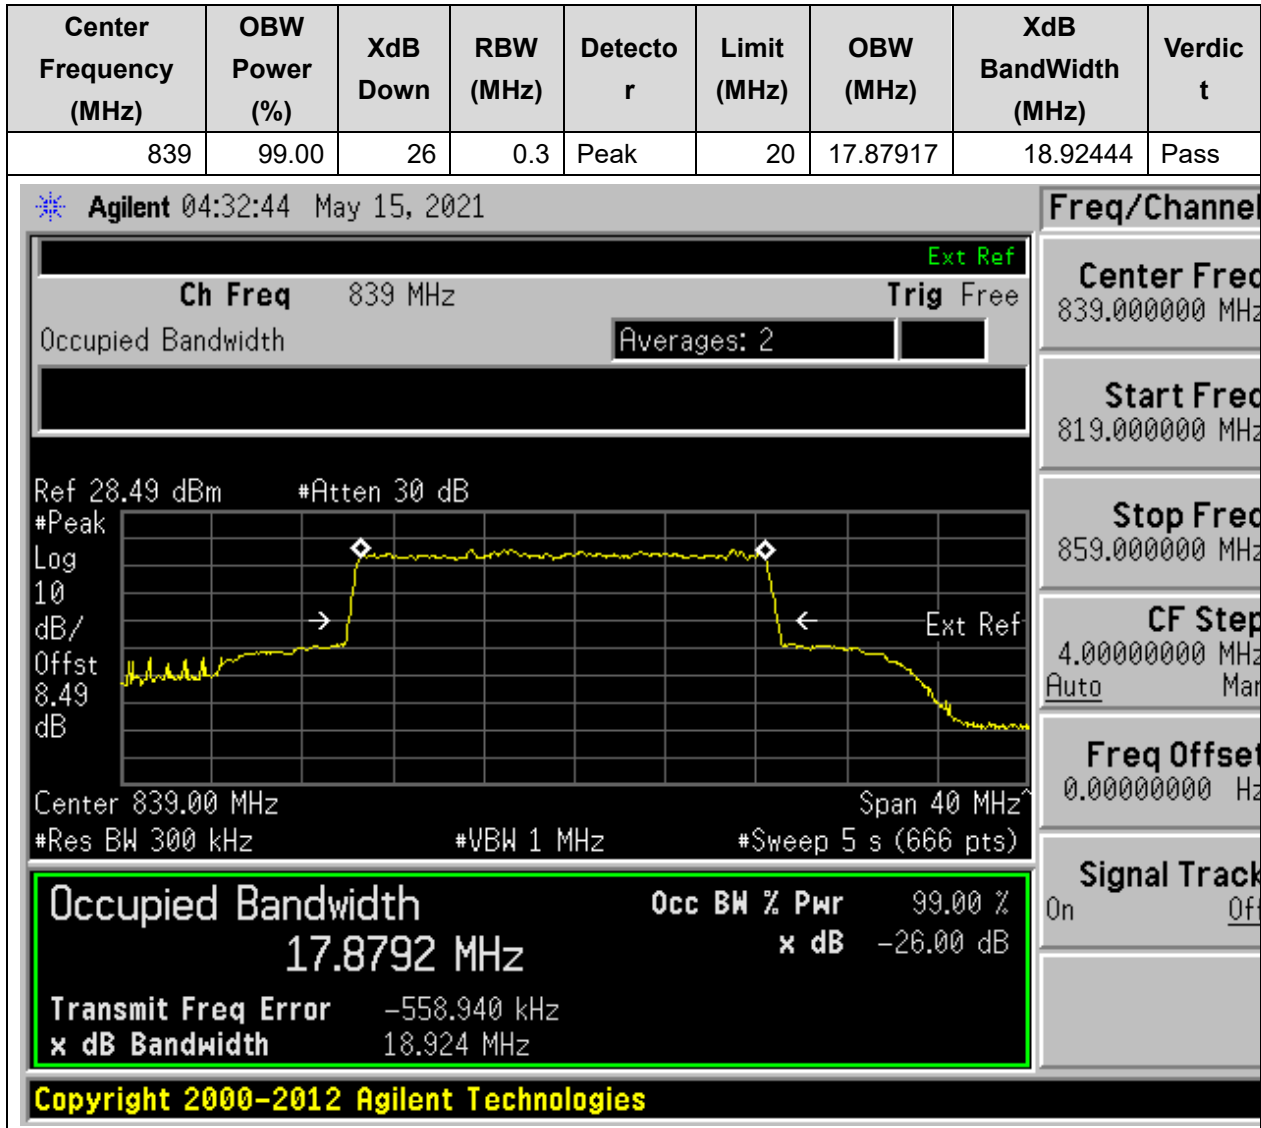 Center Frequency (MHz) OBW Power (%) XdB Down RBW (MHz) Detector Limit (MHz) OBW (MHz) XdB BandWidth (MHz) Verdict
839 99.00 26 0.3 Peak 20 17.87917 18.92444 Pass
Agilent 04:32:44 May 15, 2021
Freq/Channel
Ext Ref
Ch Freq 839 MHz Trig Free
Occupied Bandwidth Averages: 2
Center Freq
839.000000 MHz
Start Freq
819.000000 MHz
Stop Freq
859.000000 MHz
CF Step
4.00000000 MHz
Auto Man
Freq Offset
0.00000000 Hz
Signal Track
On Off
Ref 28.49 dBm #Atten 30 dB
#Peak
Log
10
dB/
Offst
8.49
dB
Ext Ref
Center 839.00 MHz Span 40 MHz^
#Res BW 300 kHz #VBW 1 MHz #Sweep 5 s (666 pts)
Occupied Bandwidth Occ BW % Pwr 99.00 %
17.8792 MHz x dB -26.00 dB
Transmit Freq Error -558.940 kHz
x dB Bandwidth 18.924 MHz
Copyright 2000-2012 Agilent Technologies